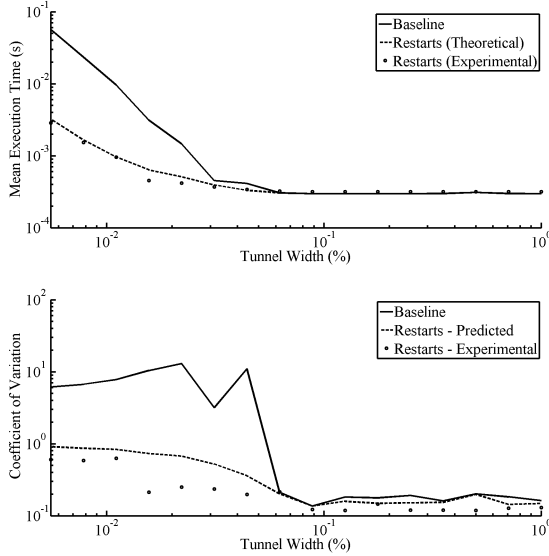 10^-1
Baseline
Restarts (Theoretical)
Restarts (Experimental)
10^-2
10^-3
10^-4
Mean Execution Time (s)
10^-2
10^-1
10^0
Tunnel Width (%)
10^2
Baseline
Restarts - Predicted
Restarts - Experimental
10^1
10^0
10^-1
Coefficient of Variation
10^-2
10^-1
10^0
Tunnel Width (%)